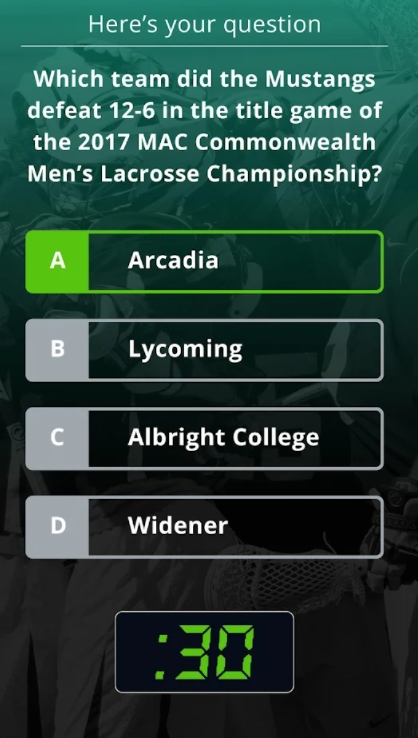 Here's your question
Which team did the Mustangs
defeat 12-6 in the title game of
the 2017 MAC Commonwealth
Men's Lacrosse Championship?
A Arcadia
B Lycoming
C Albright College
D Widener
:30
MAC